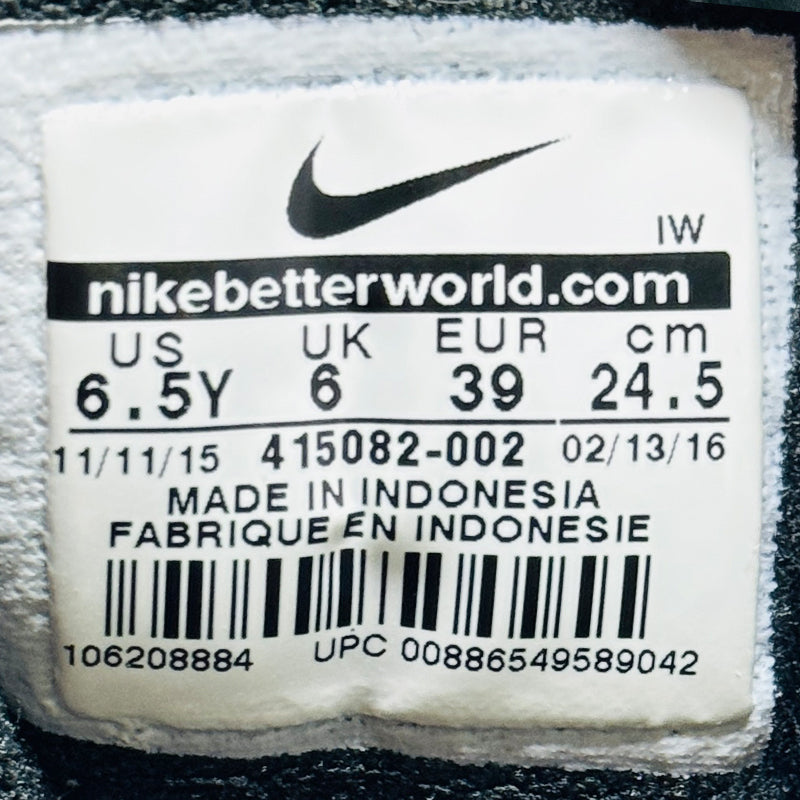 IW
nikebetterworld.com
US UK EUR cm
6.5Y 6 39 24.5
11/11/15 415082-002 02/13/16
MADE IN INDONESIA
FABRIQUE EN INDONESIE
106208884 UPC 00886549589042